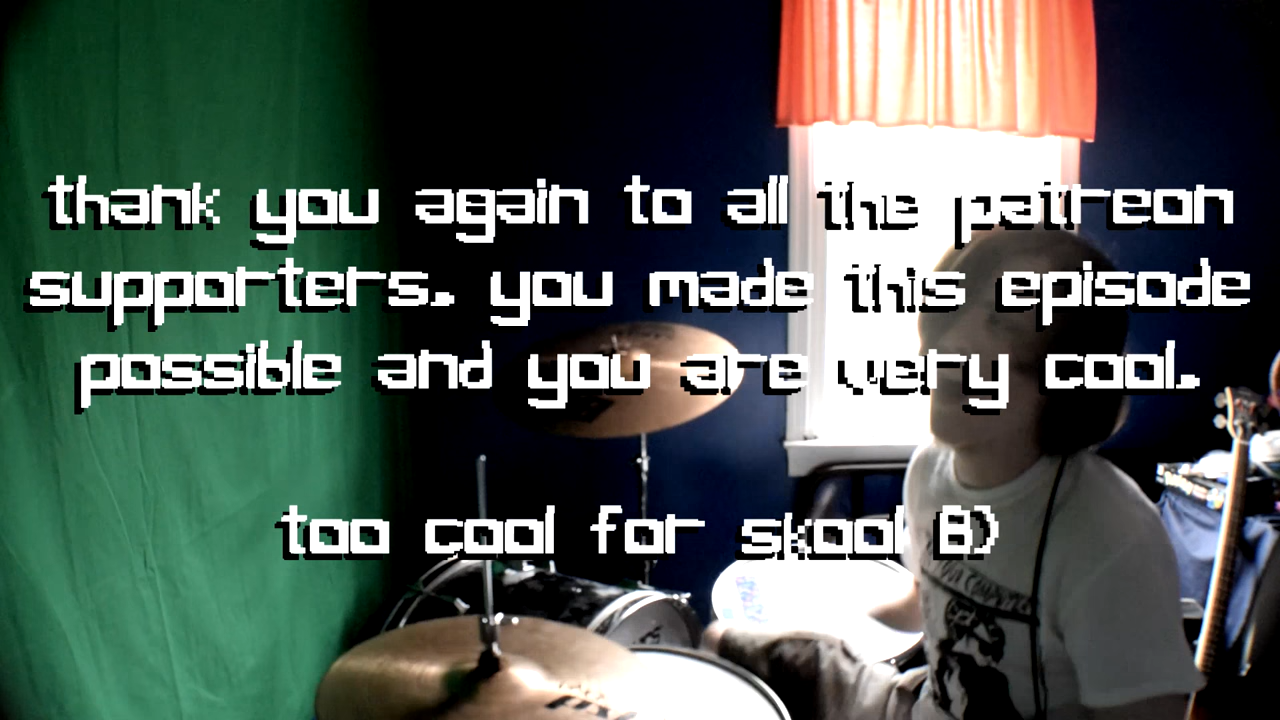 thank you again to all the patreon
supporters. you made this episode
possible and you are very cool.
too cool for skool B)